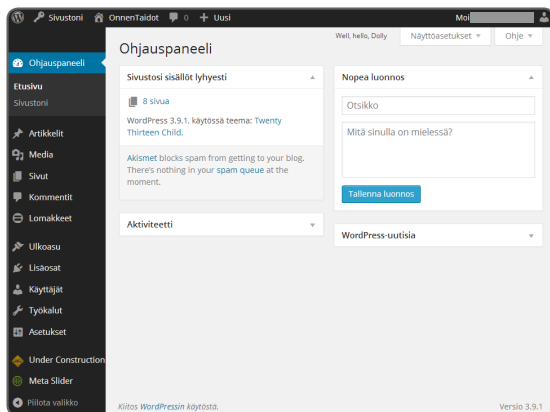 Sivustoni OnnenTaidot 0 + Uusi Moi
Well, hello, Dolly Näyttöasetukset Ohje
Ohjauspaneeli
Ohjauspaneeli
Etusivu
Sivustoni
Artikkelit
Media
Sivut
Kommentit
Lomakkeet
Ulkoasu
Lisäosat
Käyttäjät
Työkalut
Asetukset
Under Construction
Meta Slider
Piilota valikko
Sivustosi sisällöt lyhyesti
8 sivua
WordPress 3.9.1, käytössä teema: Twenty
Thirteen Child.
Akismet blocks spam from getting to your blog.
There's nothing in your spam queue at the
moment.
Aktiviteetti
Nopea luonnos
Otsikko
Mitä sinulla on mielessä?
Tallenna luonnos
WordPress-uutisia
Kiitos WordPressin käytöstä.
Versio 3.9.1